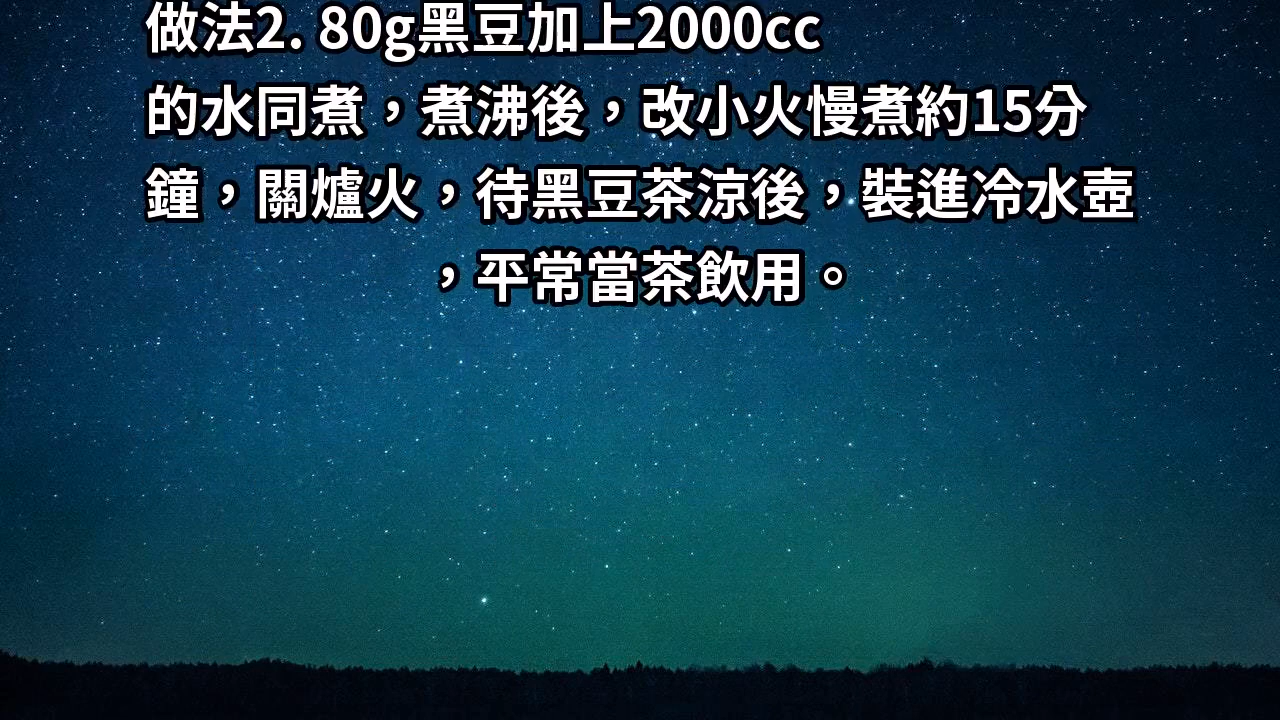 做法2. 80g黑豆加上2000cc
的水同煮，煮沸後，改小火慢煮約15分
鐘，關爐火，待黑豆茶涼後，裝進冷水壺
，平常當茶飲用。